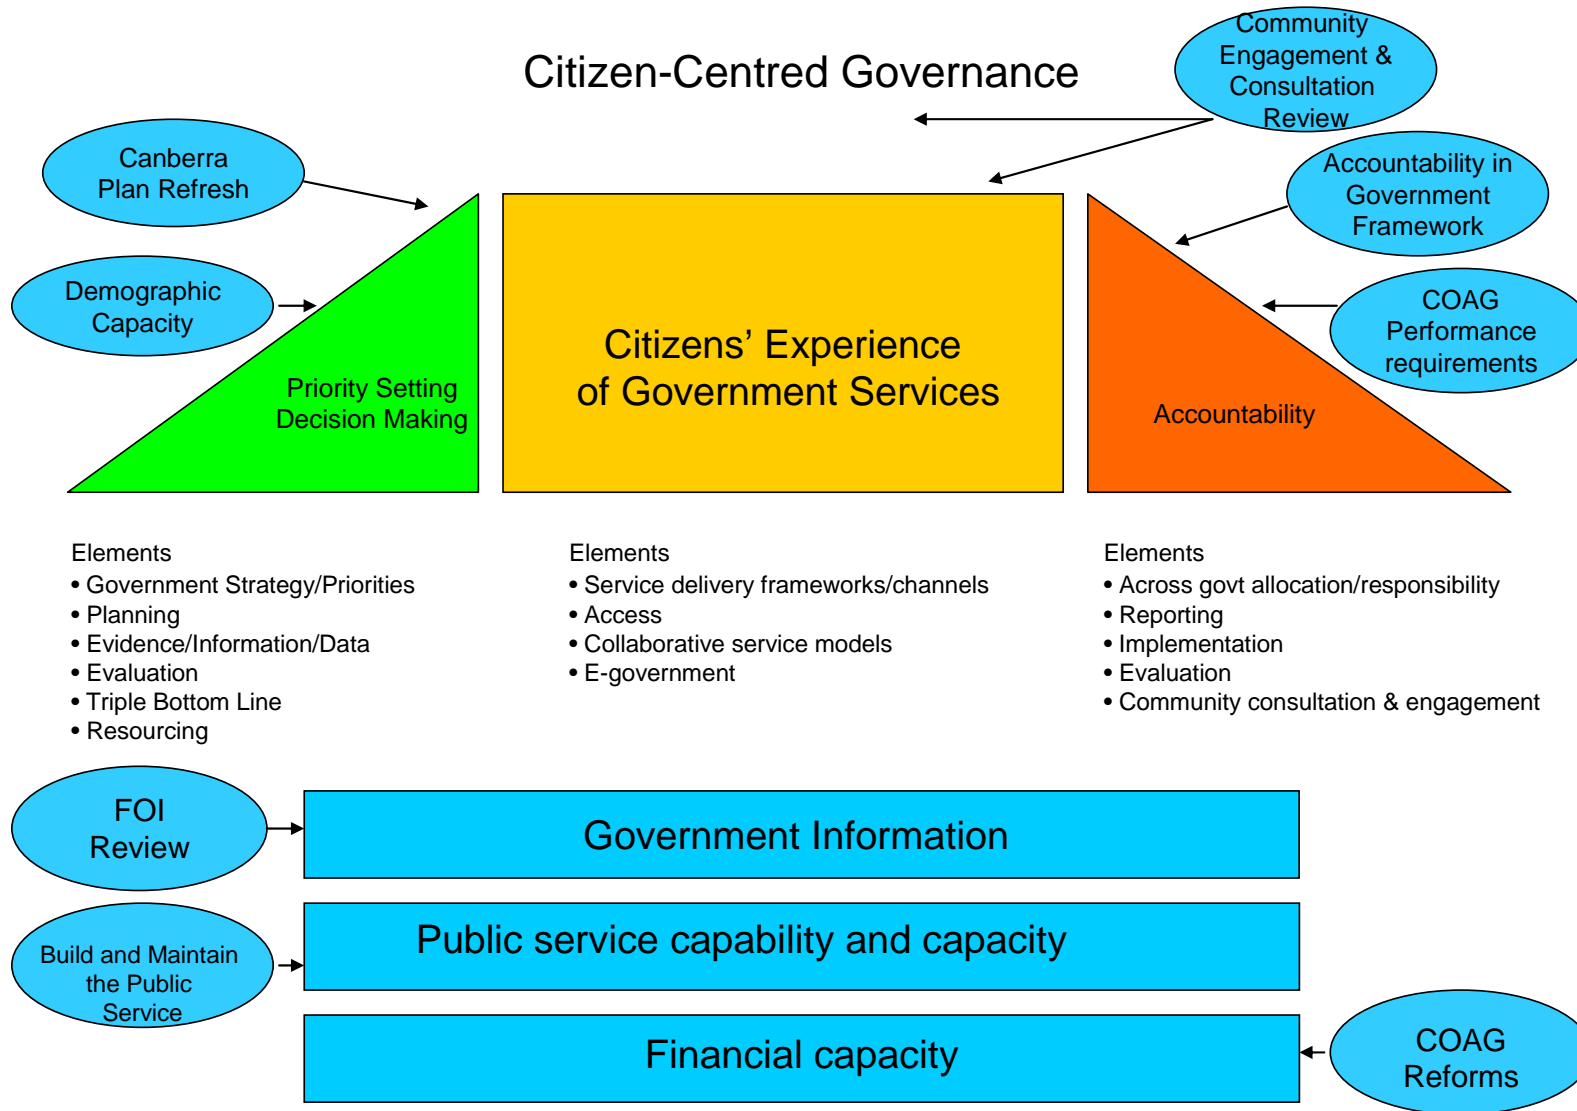 Citizen-Centred Governance
Community
Engagement &
Consultation
Review
Canberra
Plan Refresh
Accountability in
Government
Framework
Demographic
Capacity
COAG
Performance
requirements
Citizens’ Experience
of Government Services
Priority Setting
Decision Making
Accountability
Elements
• Government Strategy/Priorities
• Planning
• Evidence/Information/Data
• Evaluation
• Triple Bottom Line
• Resourcing
Elements
• Service delivery frameworks/channels
• Access
• Collaborative service models
• E-government
Elements
• Across govt allocation/responsibility
• Reporting
• Implementation
• Evaluation
• Community consultation & engagement
FOI
Review
Government Information
Build and Maintain
the Public
Service
Public service capability and capacity
Financial capacity
COAG
Reforms